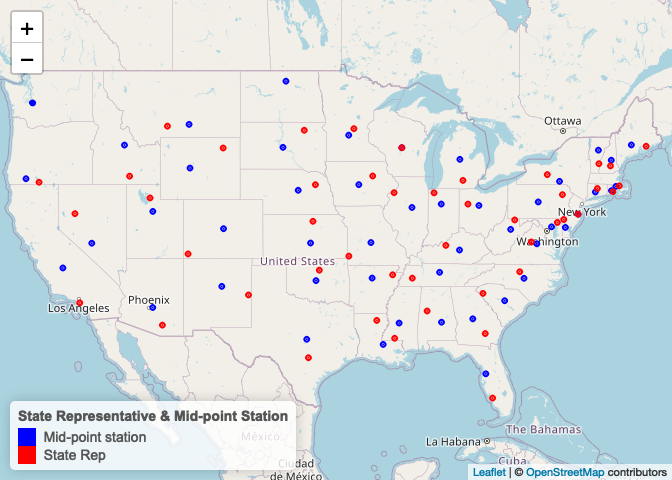 +
−
Ottawa
New York
Washington
United States
Los Angeles
Phoenix
State Representative & Mid-point Station
Mid-point station
State Rep
México
Ciudad
de México
La Habana
The Bahamas
Cuba
Leaflet | © OpenStreetMap contributors